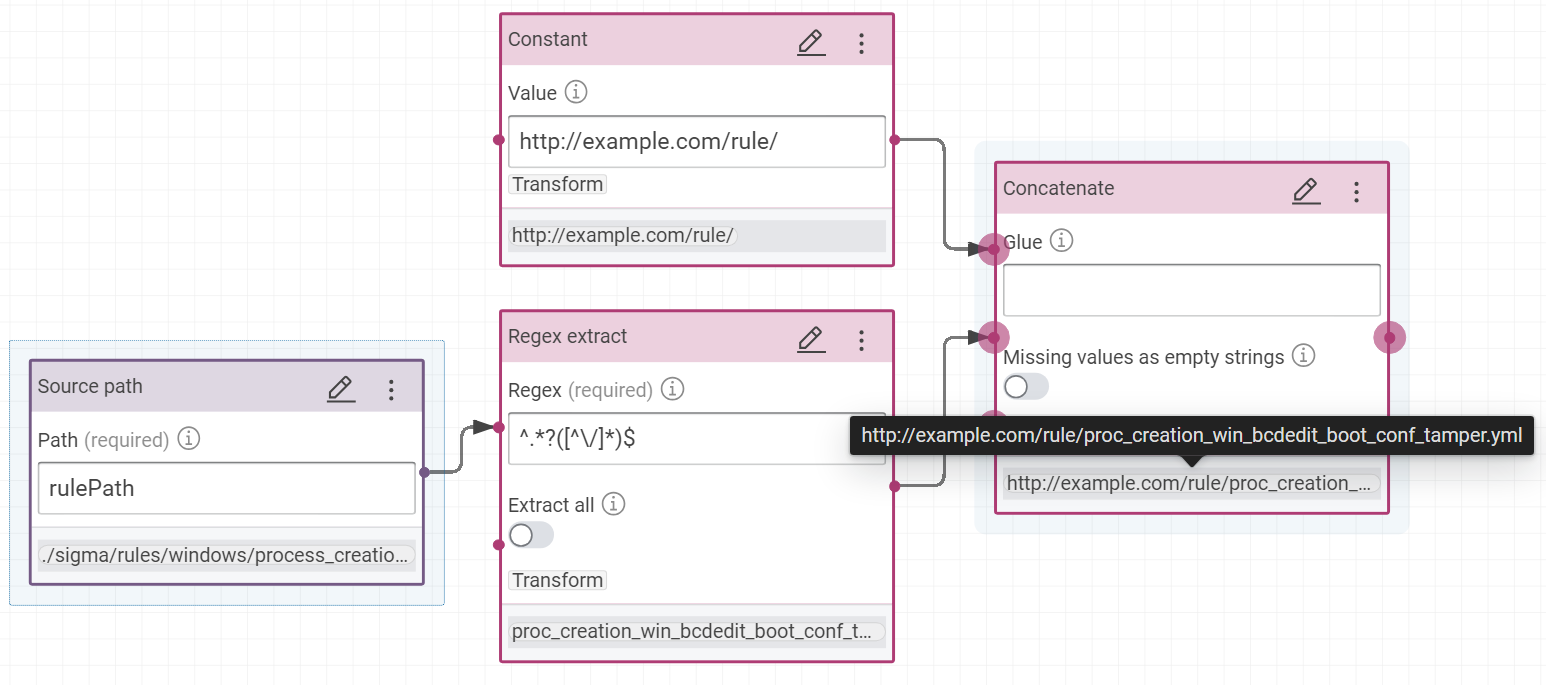 Constant
Value
http://example.com/rule/
Transform
http://example.com/rule/
Source path
Path (required)
rulePath
./sigma/rules/windows/process_creatio...
Regex extract
Regex (required)
^.*?([^\/]*)$
Extract all
Transform
proc_creation_win_bcdedit_boot_conf_t...
Concatenate
Glue
Missing values as empty strings
http://example.com/rule/proc_creation_win_bcdedit_boot_conf_tamper.yml
http://example.com/rule/proc_creation_...